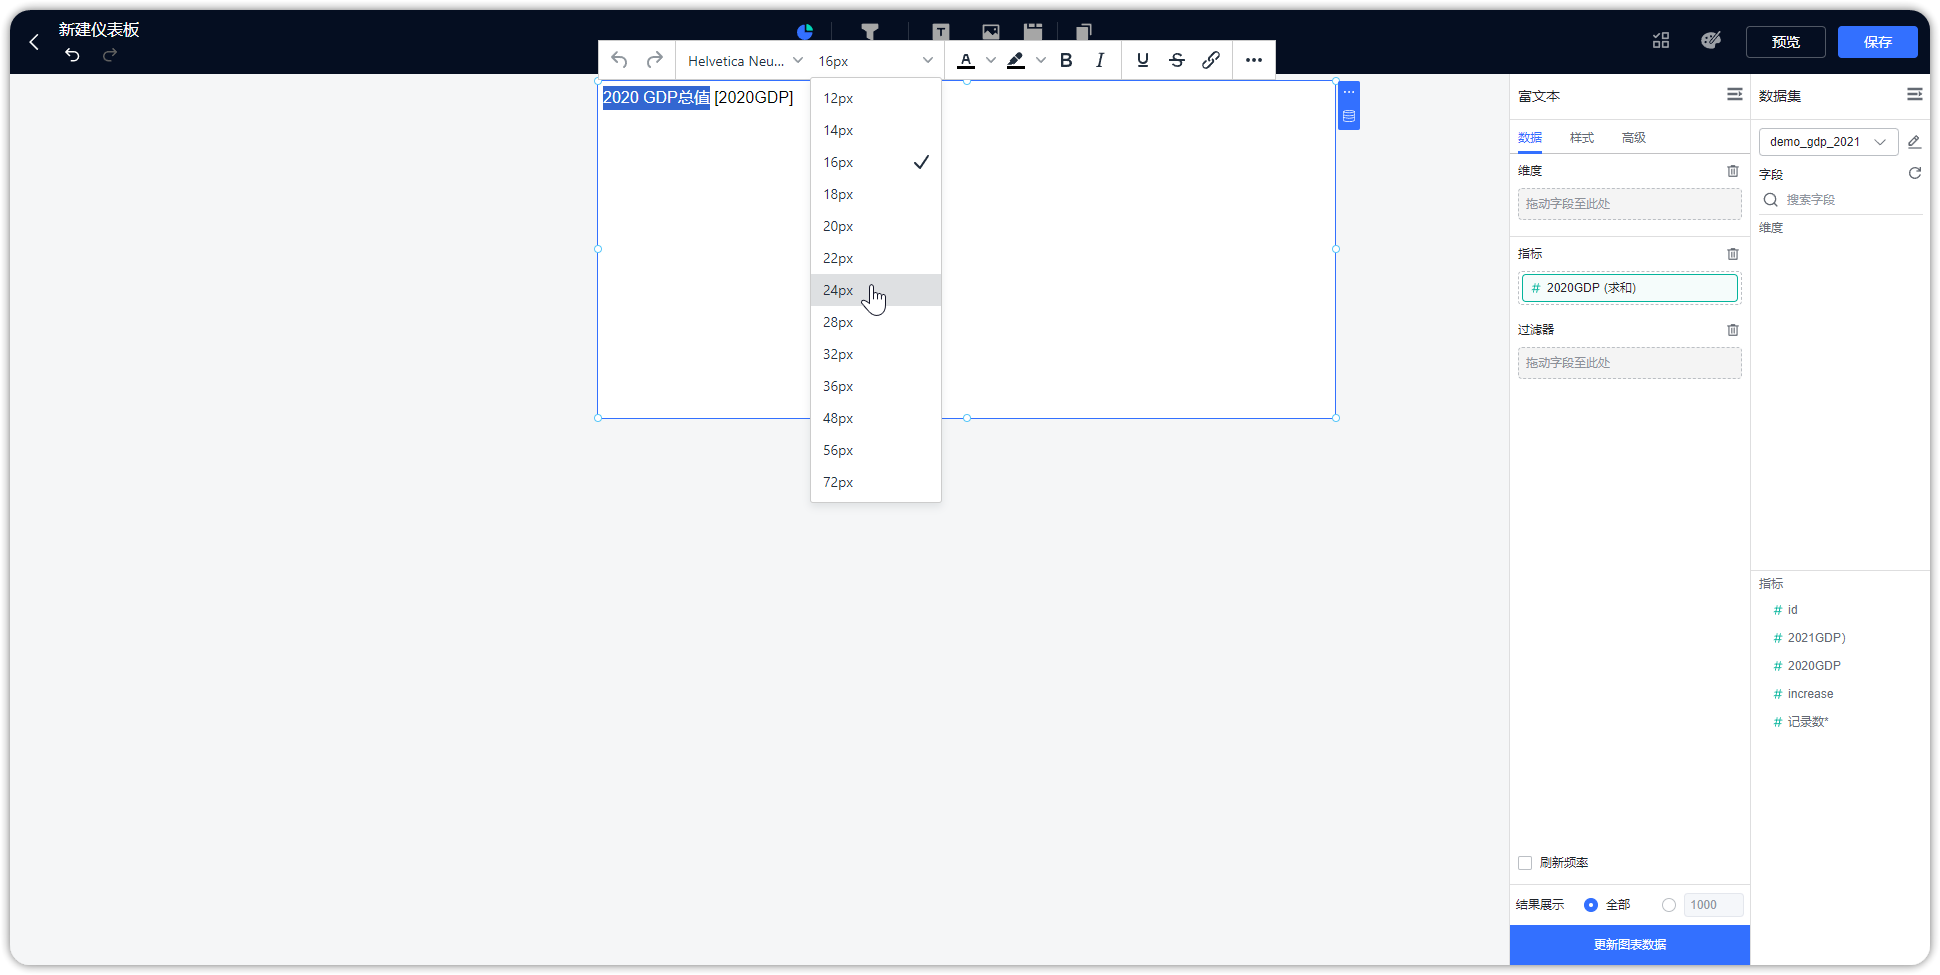 新建仪表板
预览
保存
Helvetica Neu...
16px
A
B
I
U
S
2020 GDP总值 [2020GDP]
12px
14px
16px
18px
20px
22px
24px
28px
32px
36px
48px
56px
72px
富文本
数据
样式
高级
维度
拖动字段至此处
指标
# 2020GDP (求和)
过滤器
拖动字段至此处
刷新频率
结果展示
全部
1000
更新图表数据
数据集
demo_gdp_2021
字段
搜索字段
维度
指标
# id
# 2021GDP)
# 2020GDP
# increase
# 记录数*